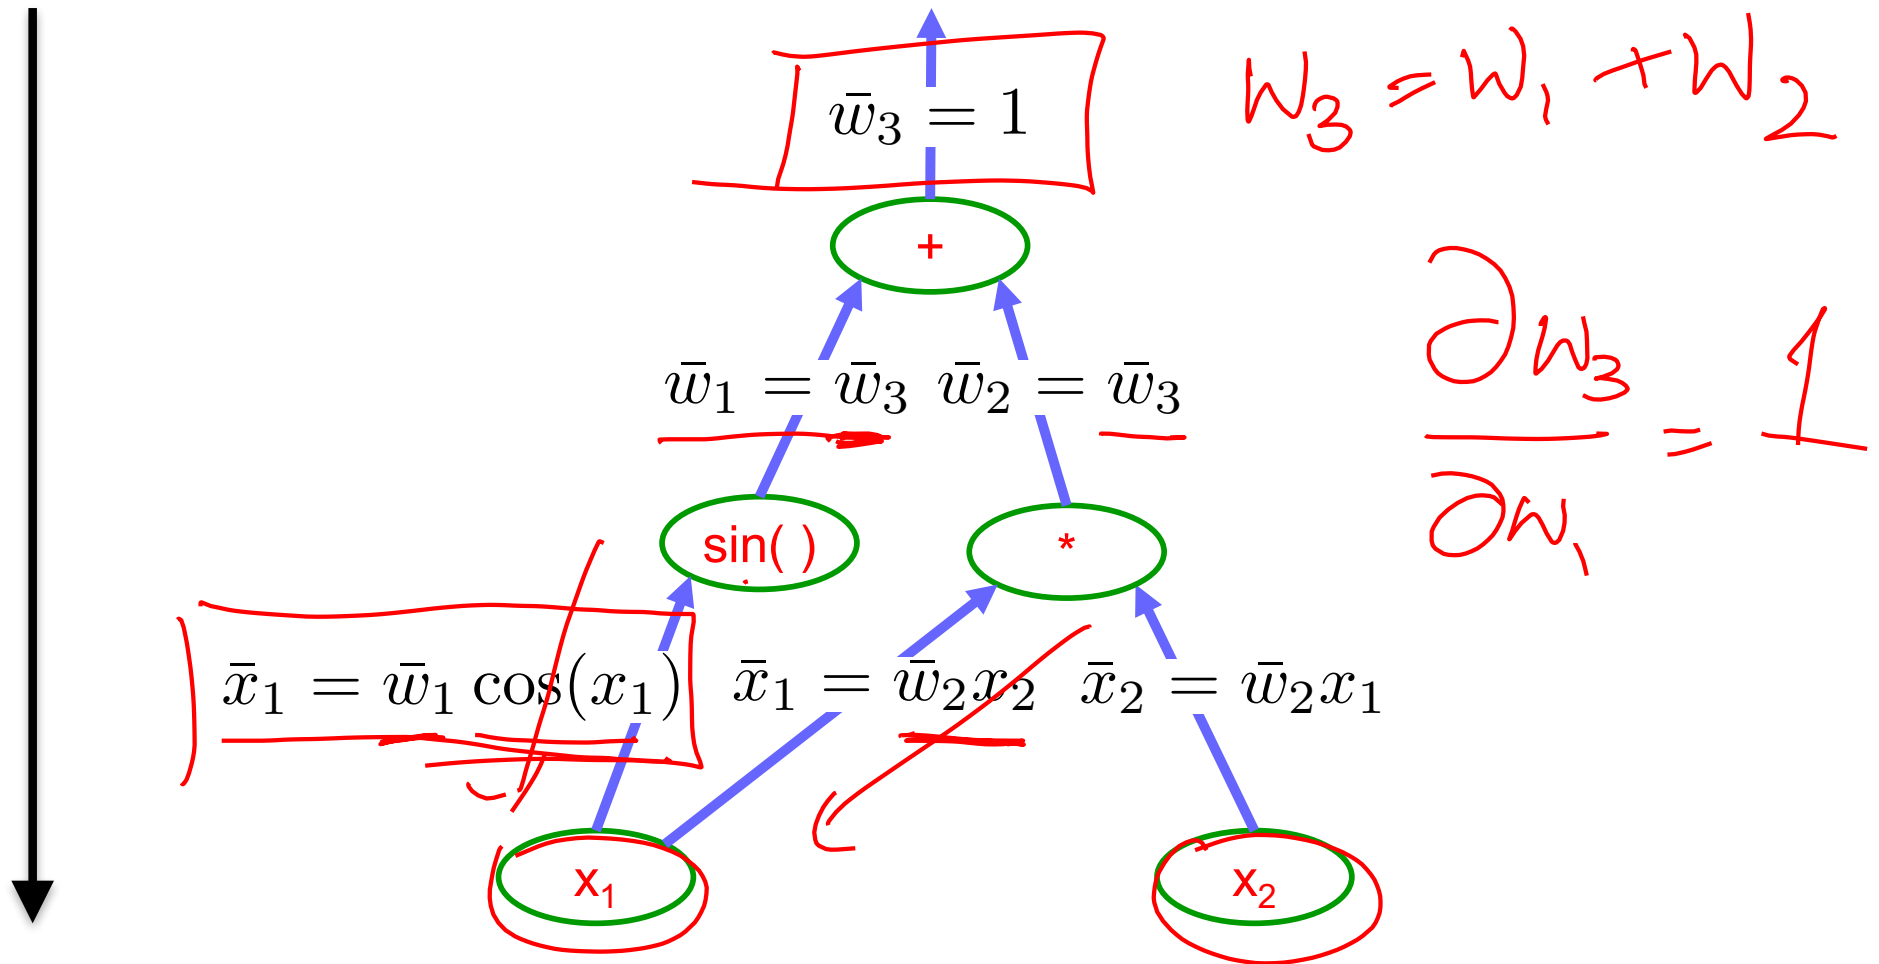 w̄₃ = 1
w₃ = w₁ + w₂
+
w̄₁ = w̄₃ w̄₂ = w̄₃
∂w₃
───
∂w₁
= 1
sin( )
*
x̄₁ = w̄₁ cos(x₁) x̄₁ = w̄₂x₂ x̄₂ = w̄₂x₁
x₁
x₂